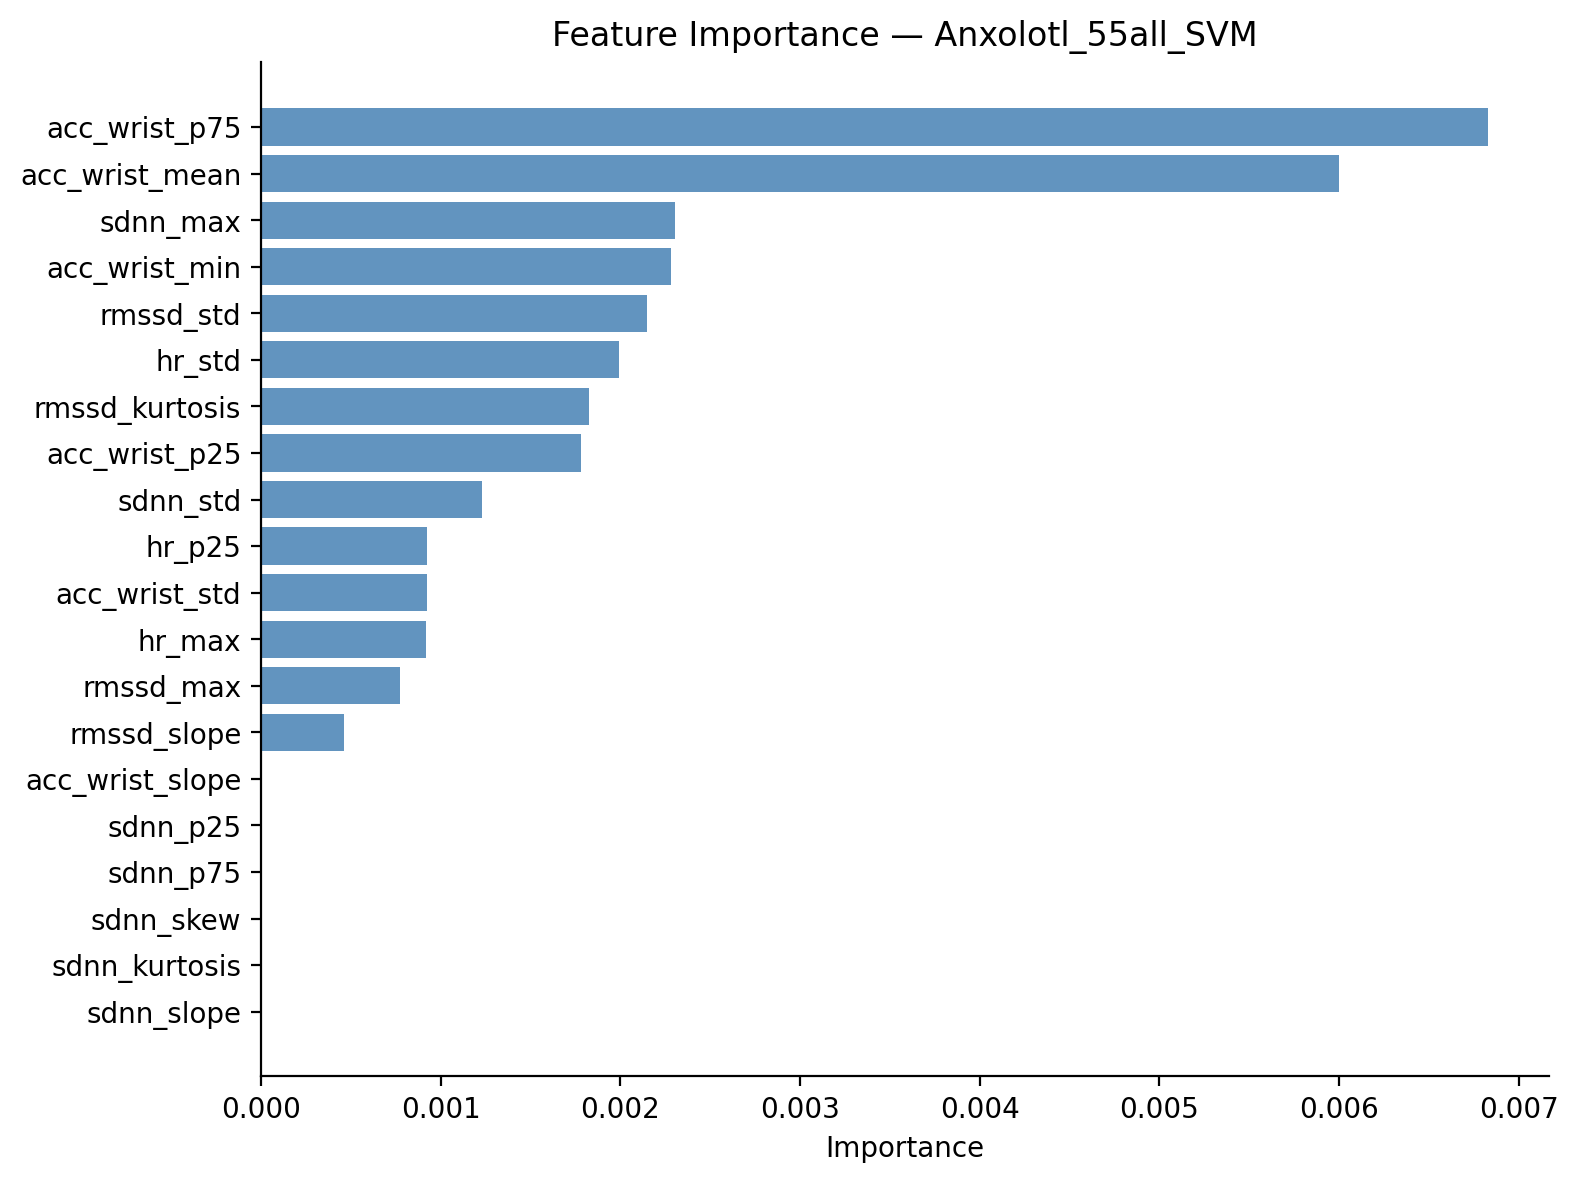 Feature Importance — Anxolotl_55all_SVM
acc_wrist_p75
acc_wrist_mean
sdnn_max
acc_wrist_min
rmssd_std
hr_std
rmssd_kurtosis
acc_wrist_p25
sdnn_std
hr_p25
acc_wrist_std
hr_max
rmssd_max
rmssd_slope
acc_wrist_slope
sdnn_p25
sdnn_p75
sdnn_skew
sdnn_kurtosis
sdnn_slope
0.000 0.001 0.002 0.003 0.004 0.005 0.006 0.007
Importance